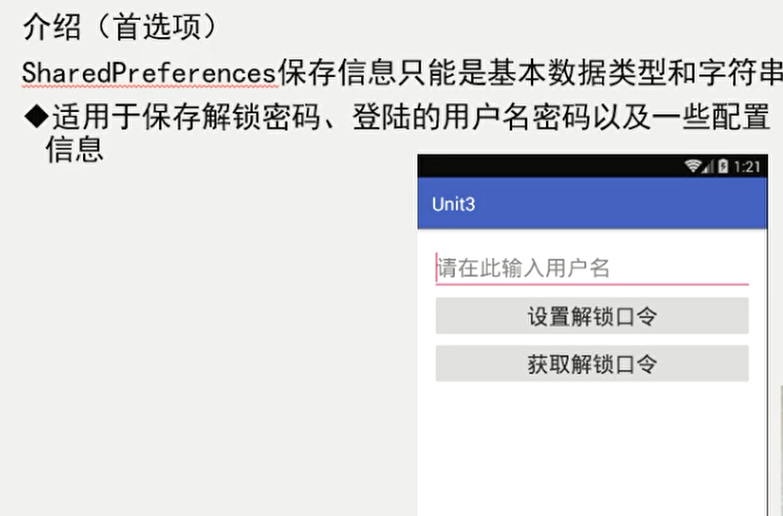 介绍（首选项）
SharedPreferences保存信息只能是基本数据类型和字符串
◆适用于保存解锁密码、登陆的用户名密码以及一些配置
信息
1:21
Unit3
请在此输入用户名
设置解锁口令
获取解锁口令